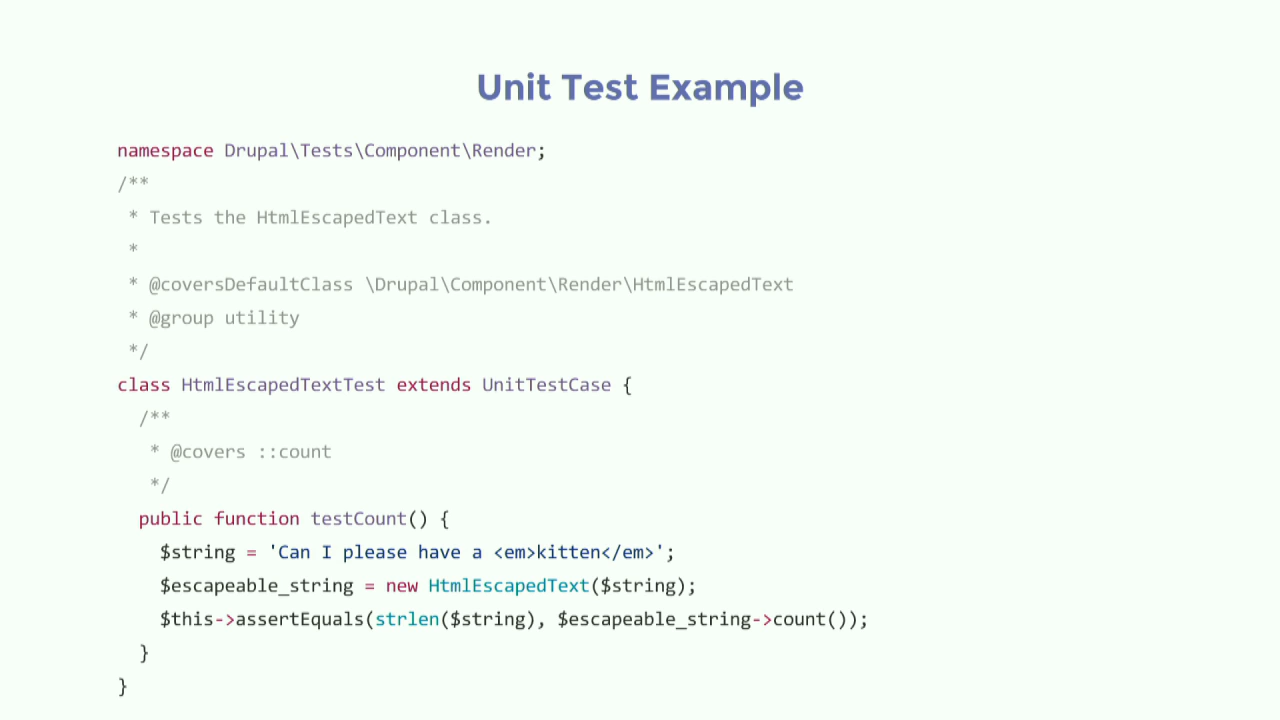 Unit Test Example
namespace Drupal\Tests\Component\Render;
/**
 * Tests the HtmlEscapedText class.
 *
 * @coversDefaultClass \Drupal\Component\Render\HtmlEscapedText
 * @group utility
 */
class HtmlEscapedTextTest extends UnitTestCase {
  /**
   * @covers ::count
   */
  public function testCount() {
    $string = 'Can I please have a <em>kitten</em>';
    $escapeable_string = new HtmlEscapedText($string);
    $this->assertEquals(strlen($string), $escapeable_string->count());
  }
}